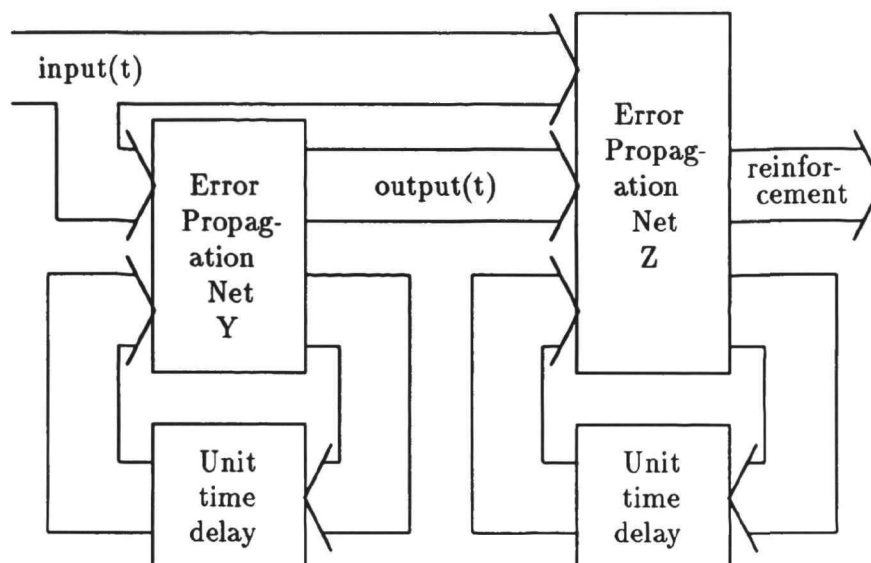 input(t)
Error
Propag-
ation
Net
Y
output(t)
Error
Propag-
ation
Net
Z
reinfor-
cement
Unit
time
delay
Unit
time
delay